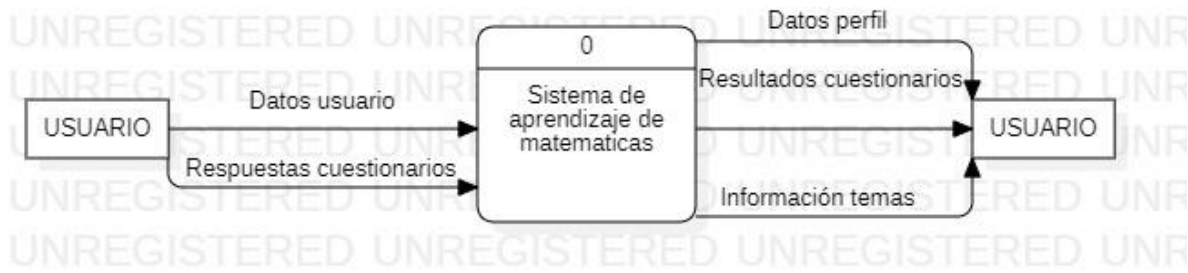 UNREGISTERED UNREGISTERED UNREGISTERED UNR
Datos perfil
0
UNREGISTERED UNREGISTERED UNREGISTERED UNR
Resultados cuestionarios
Datos usuario
Sistema de
aprendizaje de
matematicas
USUARIO
USUARIO
UNREGISTERED UNREGISTERED UNREGISTERED UNR
Respuestas cuestionarios
Información temas
UNREGISTERED UNREGISTERED UNREGISTERED UNR
UNREGISTERED UNREGISTERED UNREGISTERED UNR